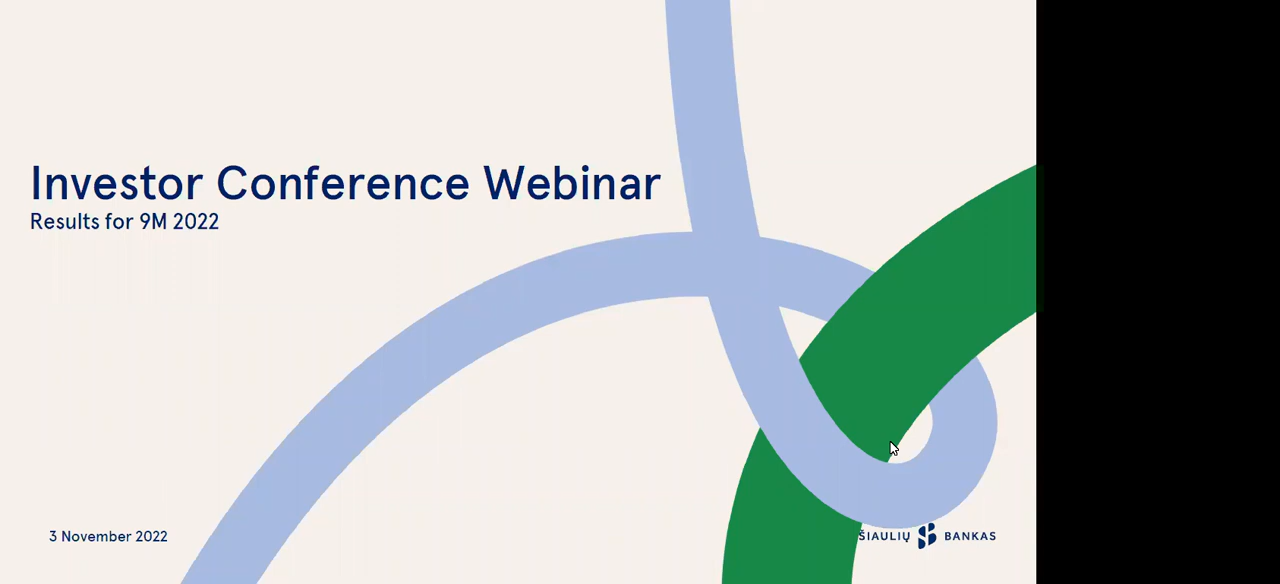 Investor Conference Webinar
Results for 9M 2022
3 November 2022
ŠIAULIŲ BANKAS